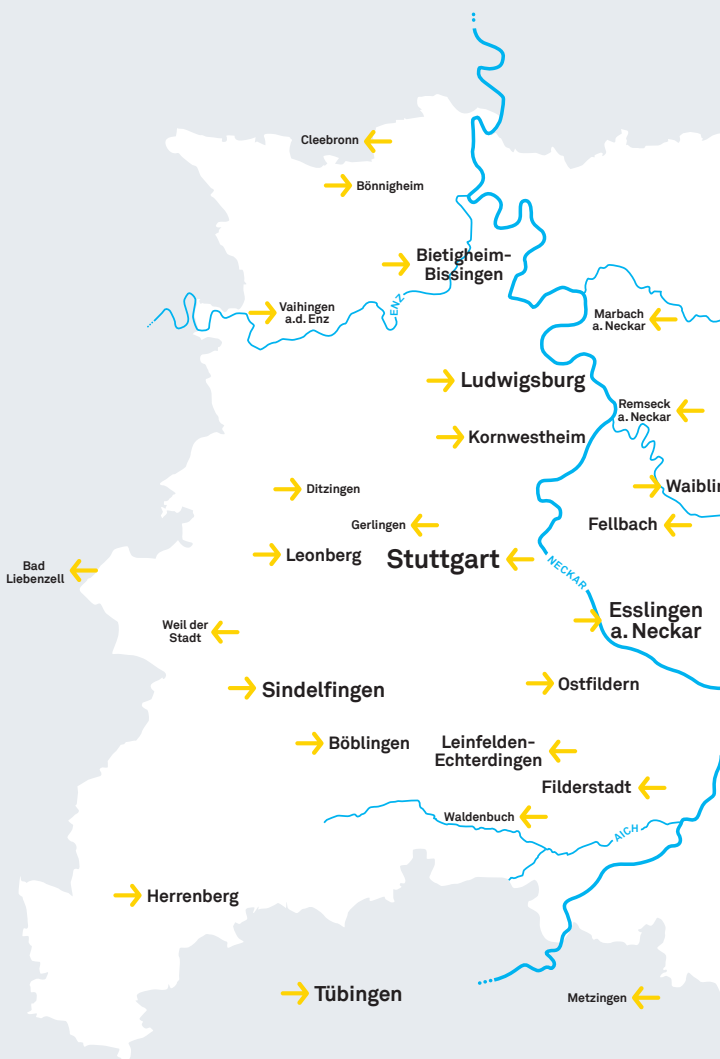 Cleebronn
Bönnigheim
Bietigheim-
Bissingen
ENZ
Vaihingen
a.d. Enz
Marbach
a. Neckar
Ludwigsburg
Remseck
a. Neckar
Kornwestheim
Ditzingen
Waiblin
Gerlingen
Fellbach
Leonberg
Stuttgart
Bad
Liebenzell
NECKAR
Esslingen
a. Neckar
Weil der
Stadt
Sindelfingen
Ostfildern
Böblingen
Leinfelden-
Echterdingen
Filderstadt
Waldenbuch
AICH
Herrenberg
Tübingen
Metzingen